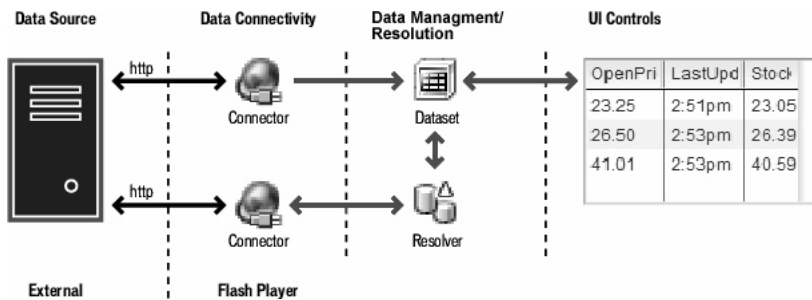 Data Source
Data Connectivity
Data Managment/
Resolution
UI Controls
http
Connector
Dataset
OpenPri LastUpd Stock
23.25 2:51pm 23.05
26.50 2:53pm 26.39
41.01 2:53pm 40.59
http
Connector
Resolver
External
Flash Player